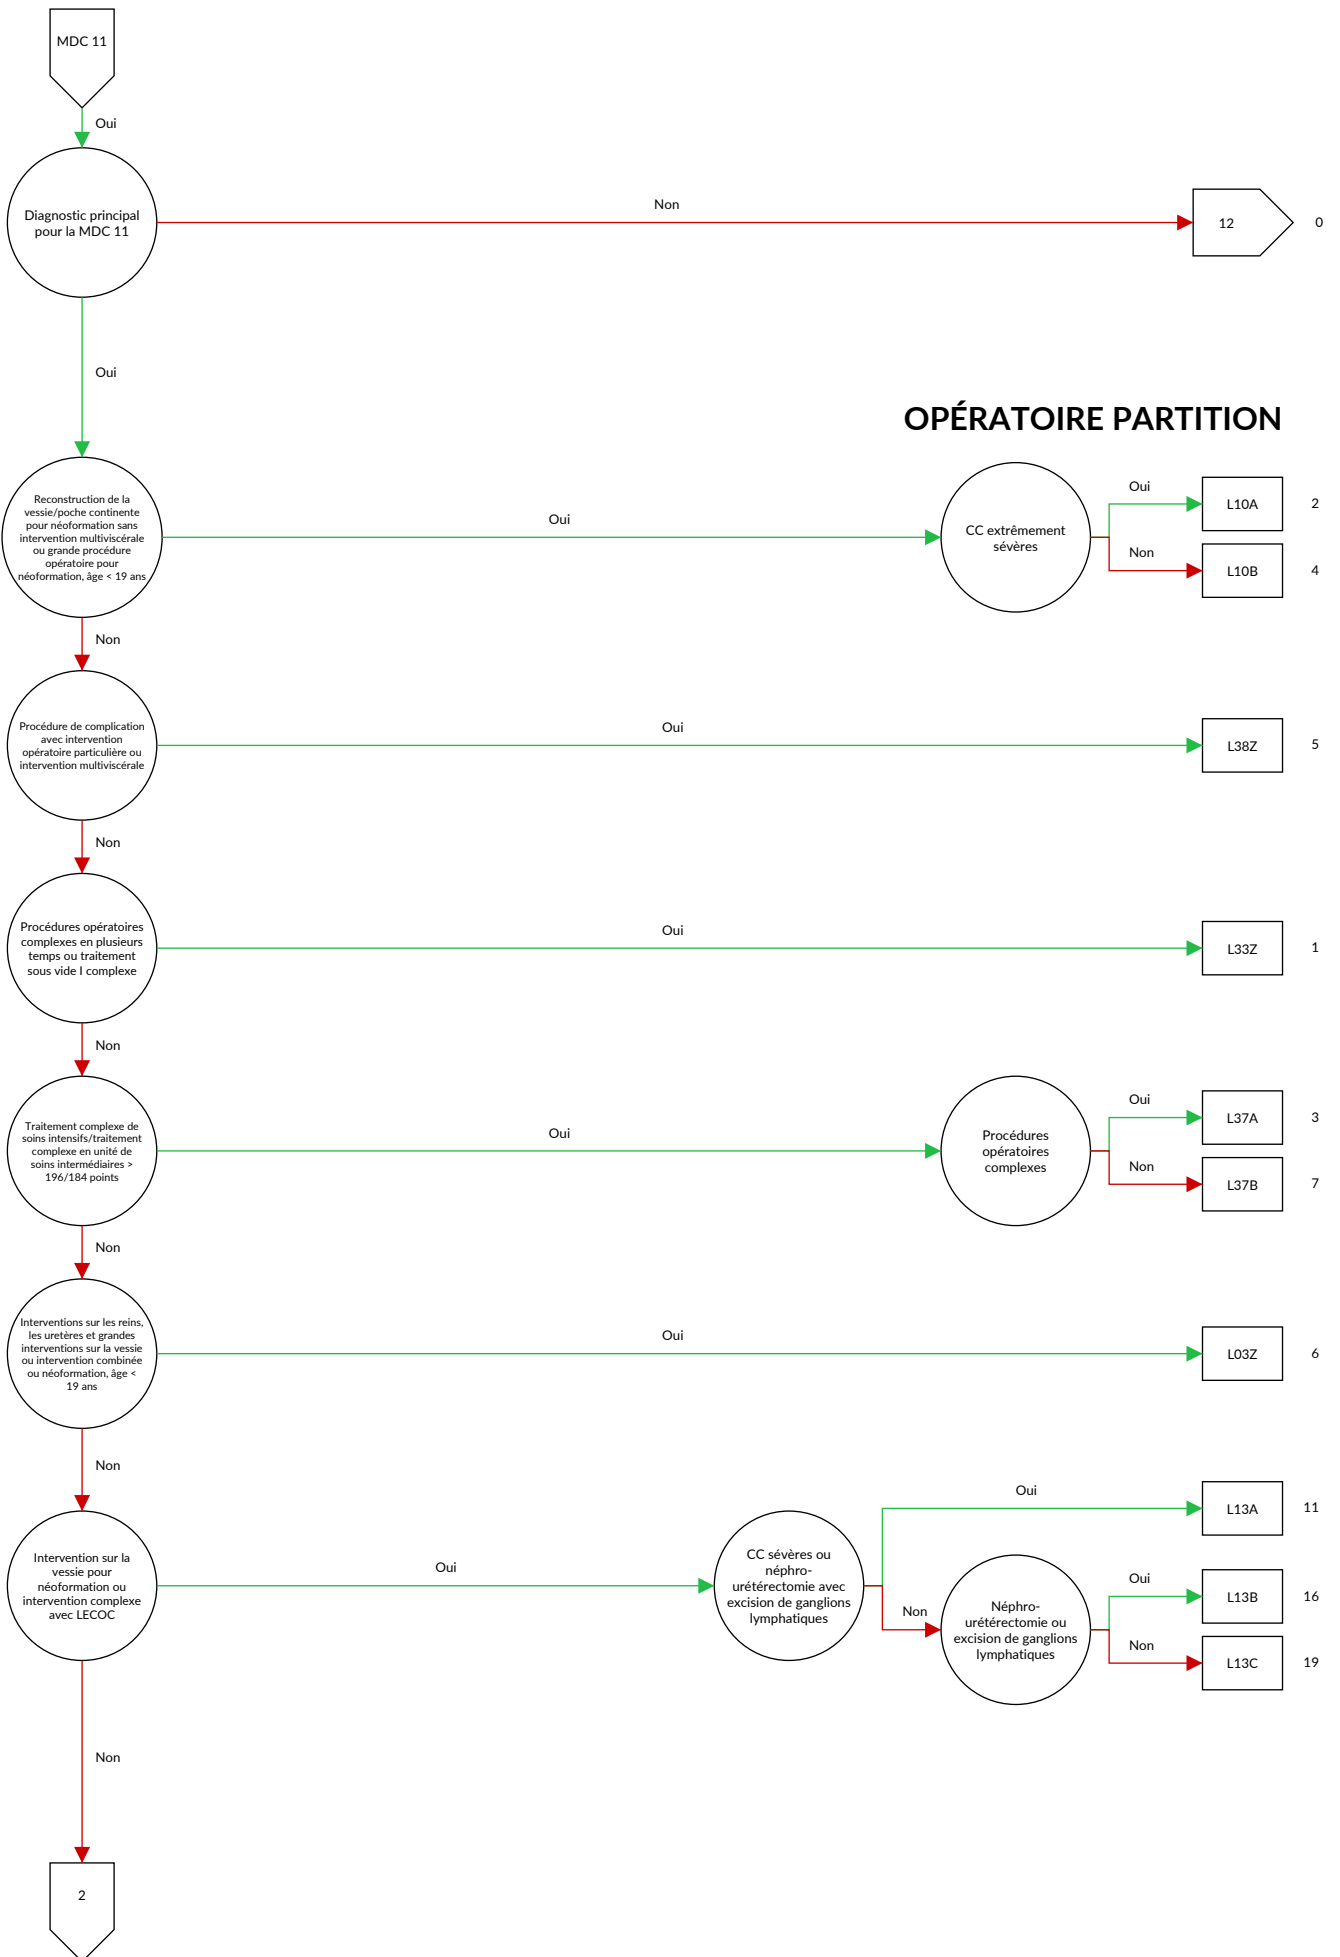 MDC 11
Oui
Diagnostic principal
pour la MDC 11
Non
12
0
Oui
OPÉRATOIRE PARTITION
Reconstruction de la
vessie/poche continente
pour néoformation sans
intervention multiviscérale
ou grande procédure
opératoire pour
néoformation, âge < 19 ans
Oui
CC extrêmement
sévères
Oui
L10A
2
Non
L10B
4
Non
Procédure de complication
avec intervention
opératoire particulière ou
intervention multiviscérale
Oui
L38Z
5
Non
Procédures opératoires
complexes en plusieurs
temps ou traitement
sous vide I complexe
Oui
L33Z
1
Non
Traitement complexe de
soins intensifs/traitement
complexe en unité de
soins intermédiaires >
196/184 points
Oui
Procédures
opératoires
complexes
Oui
L37A
3
Non
L37B
7
Non
Interventions sur les reins,
les uretères et grandes
interventions sur la vessie
ou intervention combinée
ou néoformation, âge <
19 ans
Oui
L03Z
6
Non
Intervention sur la
vessie pour
néoformation ou
intervention complexe
avec LECOC
Oui
CC sévères ou
néphro-
urétérectomie avec
excision de ganglions
lymphatiques
Oui
L13A
11
Non
Néphro-
urétérectomie ou
excision de ganglions
lymphatiques
Oui
L13B
16
Non
L13C
19
Non
2